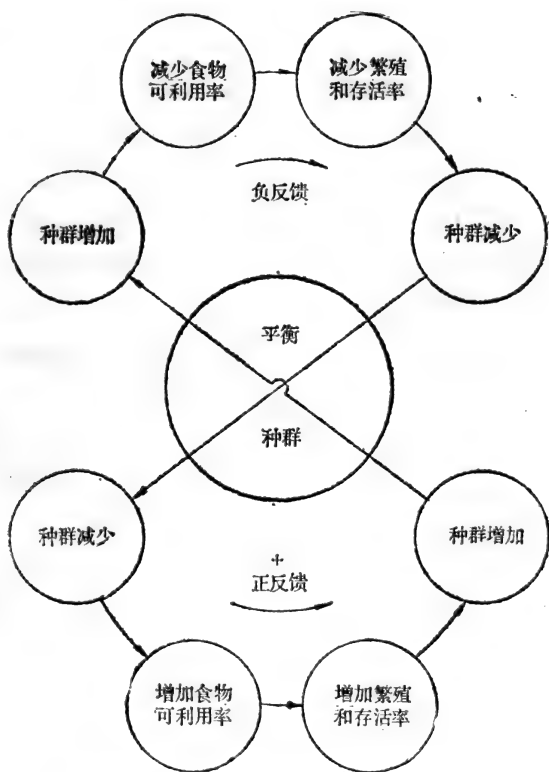 减少食物
可利用率
减少繁殖
和存活率
负反馈
种群增加
种群减少
平衡
种群
种群减少
种群增加
+
正反馈
增加食物
可利用率
增加繁殖
和存活率